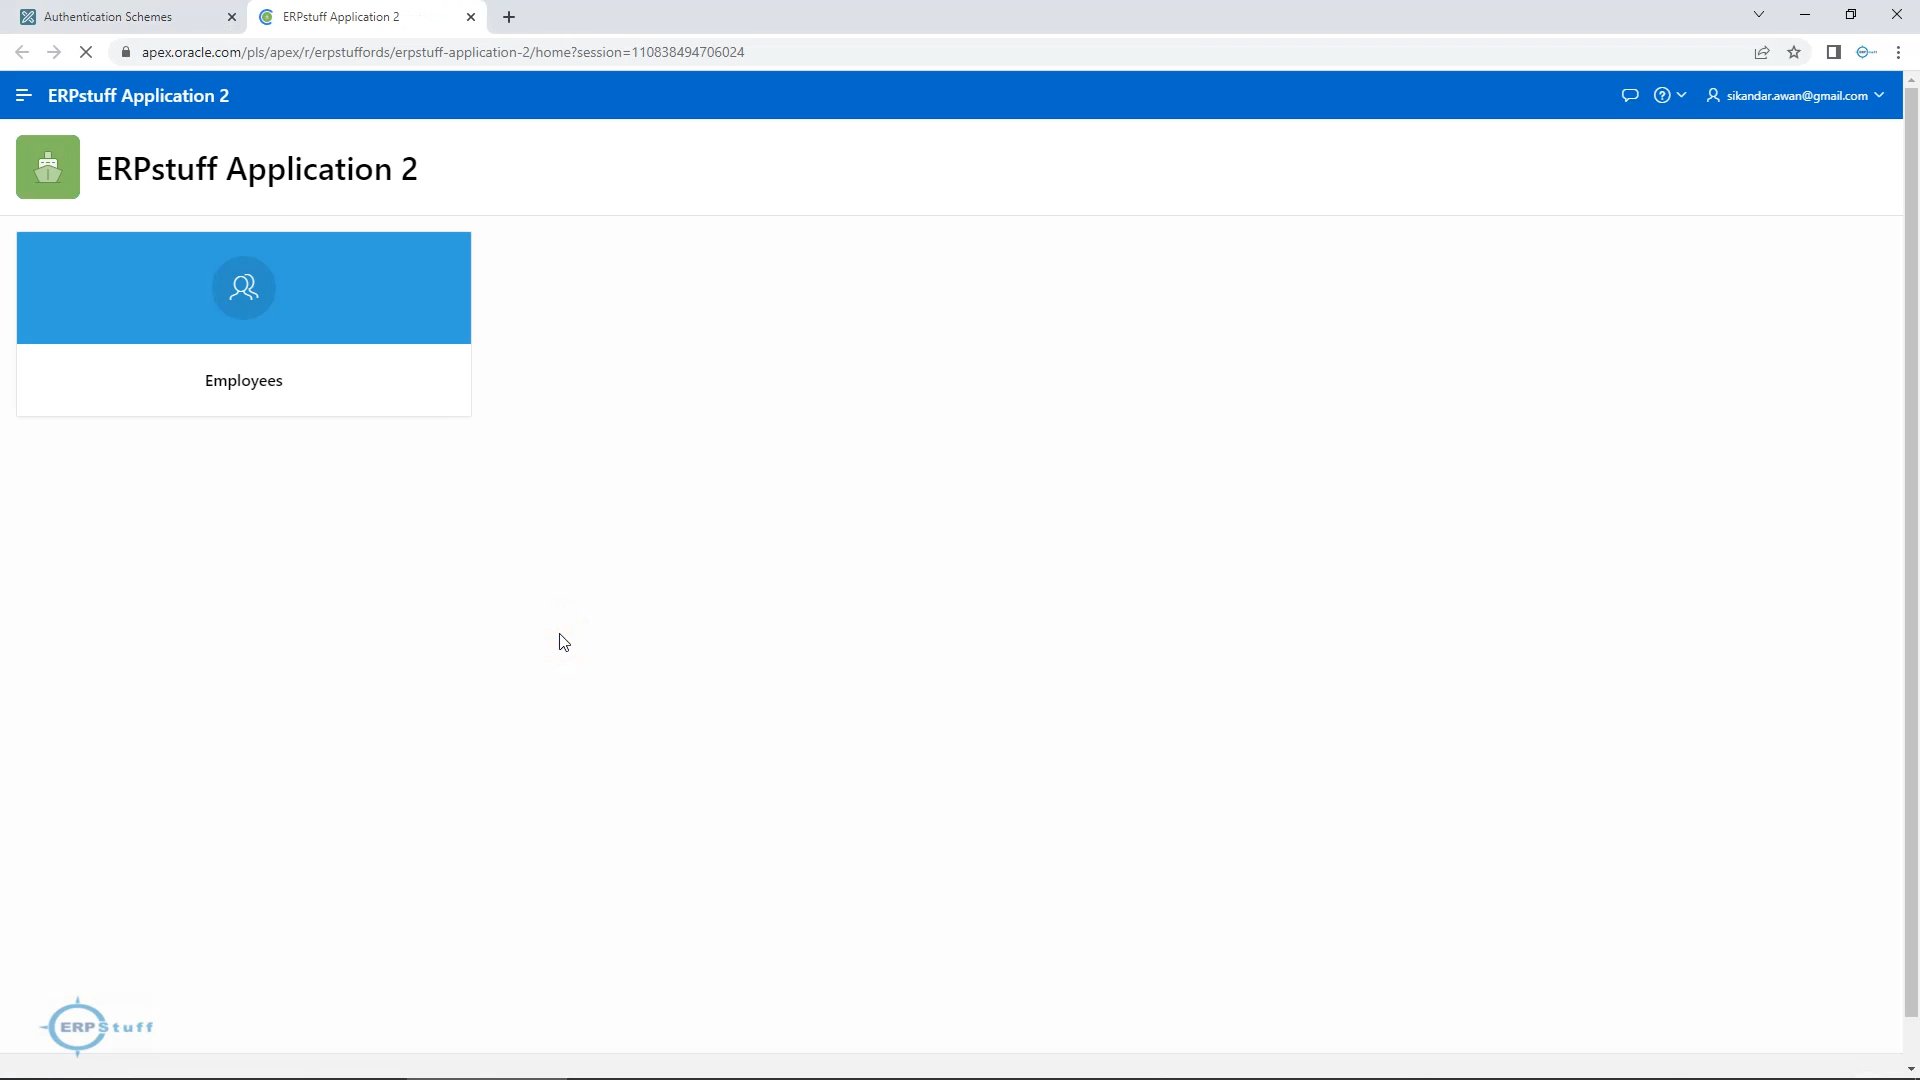 Authentication Schemes
ERPstuff Application 2
apex.oracle.com/pls/apex/r/erpstuffords/erpstuff-application-2/home?session=110838494706024
ERPstuff Application 2
sikandar.awan@gmail.com
ERPstuff Application 2
Employees
ERPStuff